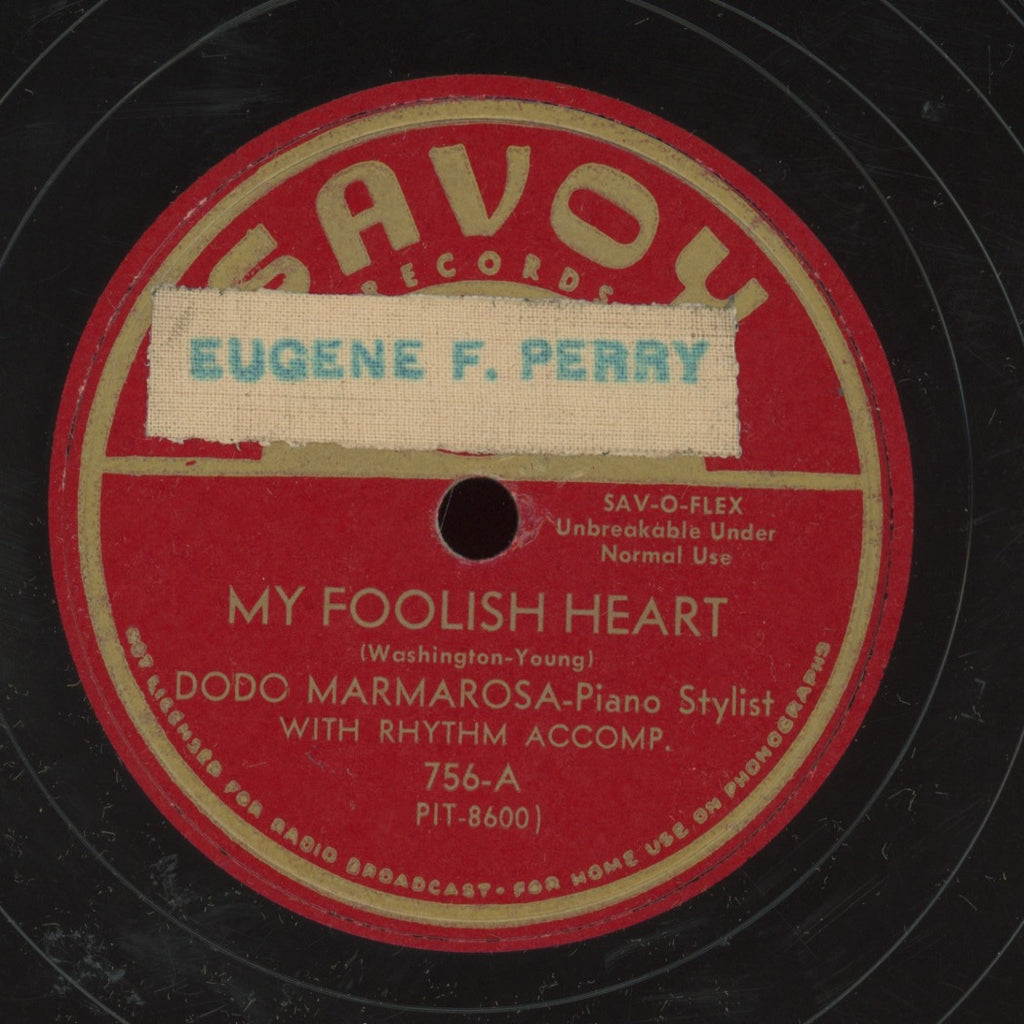 SAVOY
RECORDS
EUGENE F. PERRY
SAV-O-FLEX
Unbreakable Under
Normal Use
MY FOOLISH HEART
(Washington-Young)
DODO MARMAROSA-Piano Stylist
WITH RHYTHM ACCOMP.
756-A
PIT-8600)
NOT LICENSED FOR RADIO BROADCAST • FOR HOME USE ON PHONOGRAPHS